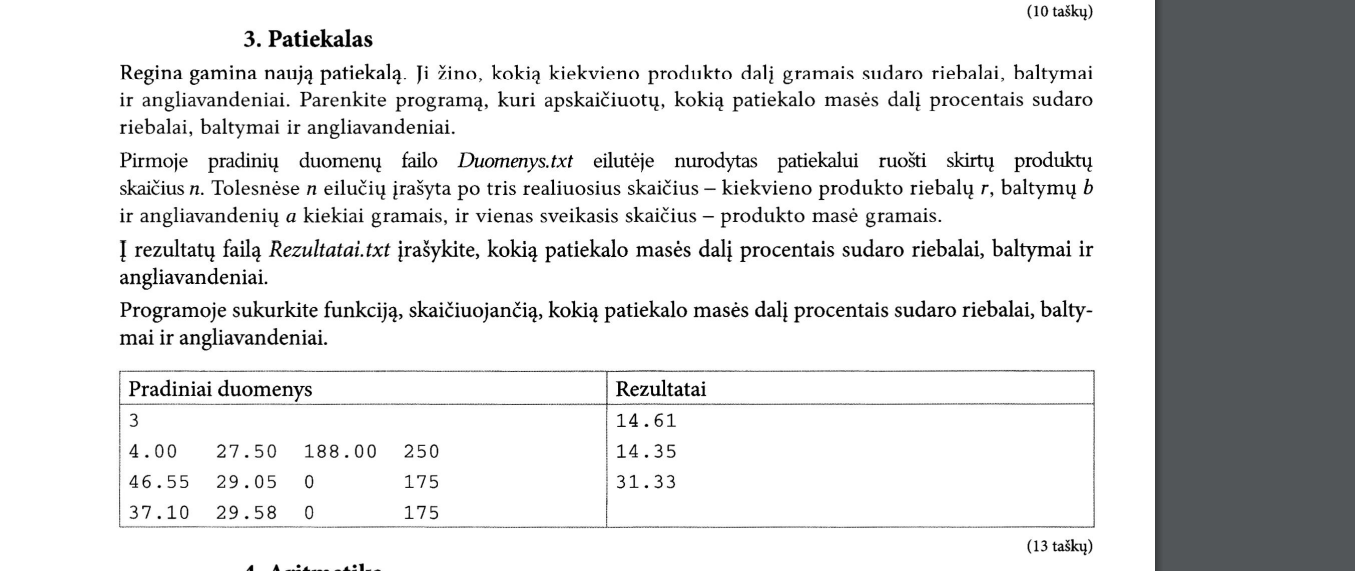 (10 taškų)
3. Patiekalas
Regina gamina naują patiekalą. Ji žino, kokią kiekvieno produkto dalį gramais sudaro riebalai, baltymai
ir angliavandeniai. Parenkite programą, kuri apskaičiuotų, kokią patiekalo masės dalį procentais sudaro
riebalai, baltymai ir angliavandeniai.
Pirmoje pradinių duomenų failo Duomenys.txt eilutėje nurodytas patiekalui ruošti skirtų produktų
skaičius n. Tolesnėse n eilučių įrašyta po tris realiuosius skaičius – kiekvieno produkto riebalų r, baltymų b
ir angliavandenių a kiekiai gramais, ir vienas sveikasis skaičius – produkto masė gramais.
Į rezultatų failą Rezultatai.txt įrašykite, kokią patiekalo masės dalį procentais sudaro riebalai, baltymai ir
angliavandeniai.
Programoje sukurkite funkciją, skaičiuojančią, kokią patiekalo masės dalį procentais sudaro riebalai, balty-
mai ir angliavandeniai.
Pradiniai duomenys Rezultatai
3 14.61
4.00 27.50 188.00 250 14.35
46.55 29.05 0 175 31.33
37.10 29.58 0 175
(13 taškų)
4. Aritmetika